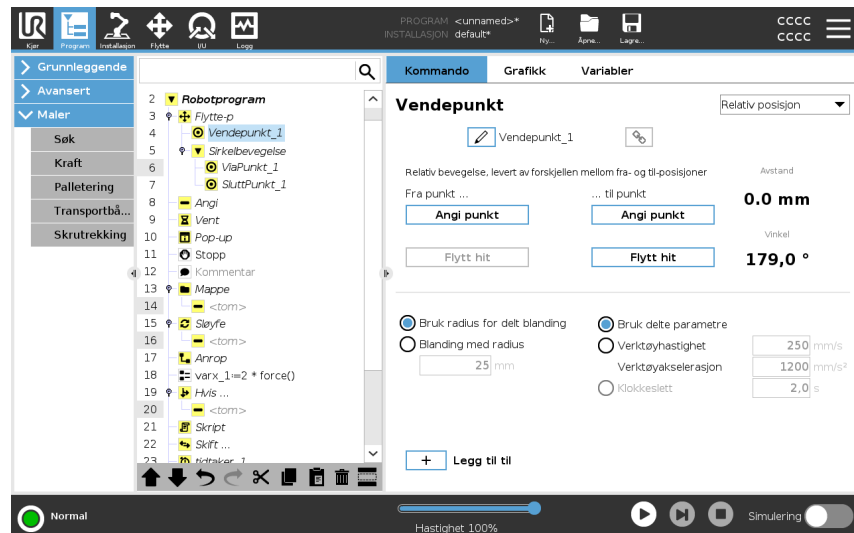 PROGRAM <unnamed>*
INSTALLASJON default*
Kjør
Program
Installasjon
Flytte
I/U
Logg
Ny...
Åpne...
Lagre...
cccc
cccc
Grunnleggende
Avansert
Maler
Søk
Kraft
Palletering
Transportbå...
Skrutrekking
2 Robotprogram
3 Flytte-p
4 Vendepunkt_1
5 Sirkelbevegelse
6 ViaPunkt_1
7 SluttPunkt_1
8 Angi
9 Vent
10 Pop-up
11 Stopp
12 Kommentar
13 Mappe
14 <tom>
15 Sløyfe
16 <tom>
17 Anrop
18 varx_1:=2 * force()
19 Hvis ...
20 <tom>
21 Skript
22 Skift ...
23 tidtaker_1
Kommando
Grafikk
Variabler
Vendepunkt
Relativ posisjon
Vendepunkt_1
Relativ bevegelse, levert av forskjellen mellom fra- og til-posisjoner
Avstand
Fra punkt ...
... til punkt
0.0 mm
Angi punkt
Angi punkt
Vinkel
Flytt hit
Flytt hit
179,0 °
Bruk radius for delt blanding
Bruk delte parametre
Blanding med radius
Verktøyhastighet
250 mm/s
25 mm
Verktøyakselerasjon
1200 mm/s²
Klokkeslett
2,0 s
+ Legg til til
Normal
Hastighet 100%
Simulering